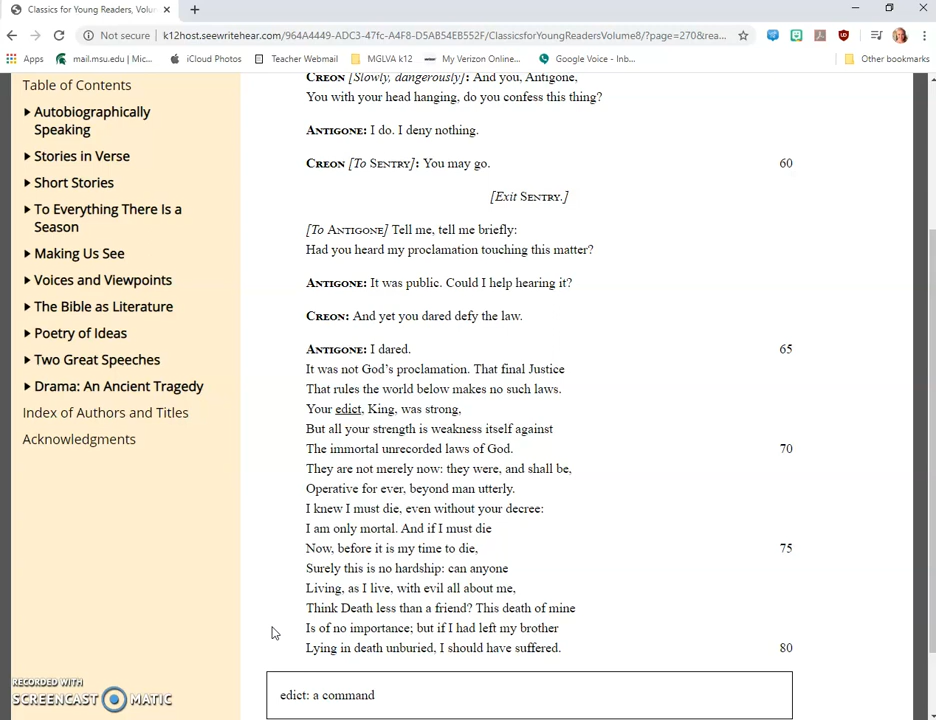 Classics for Young Readers, Volum
Not secure | k12host.seewritehear.com/964A4449-ADC3-47fc-A4F8-D5AB54EB552F/ClassicsforYoungReadersVolume8/?page=270&rea...
Apps mail.msu.edu | Mic... iCloud Photos Teacher Webmail MGLVA k12 My Verizon Online... Google Voice - Inb... Other bookmarks
Table of Contents
Autobiographically
Speaking
Stories in Verse
Short Stories
To Everything There Is a
Season
Making Us See
Voices and Viewpoints
The Bible as Literature
Poetry of Ideas
Two Great Speeches
Drama: An Ancient Tragedy
Index of Authors and Titles
Acknowledgments
CREON [Slowly, dangerously]: And you, Antigone,
You with your head hanging, do you confess this thing?
ANTIGONE: I do. I deny nothing.
CREON [To SENTRY]: You may go. 60
[Exit SENTRY.]
[To ANTIGONE] Tell me, tell me briefly:
Had you heard my proclamation touching this matter?
ANTIGONE: It was public. Could I help hearing it?
CREON: And yet you dared defy the law.
ANTIGONE: I dared. 65
It was not God's proclamation. That final Justice
That rules the world below makes no such laws.
Your edict, King, was strong,
But all your strength is weakness itself against
The immortal unrecorded laws of God. 70
They are not merely now: they were, and shall be,
Operative for ever, beyond man utterly.
I knew I must die, even without your decree:
I am only mortal. And if I must die
Now, before it is my time to die, 75
Surely this is no hardship: can anyone
Living, as I live, with evil all about me,
Think Death less than a friend? This death of mine
Is of no importance; but if I had left my brother
Lying in death unburied, I should have suffered. 80
edict: a command
RECORDED WITH
SCREENCAST MATIC